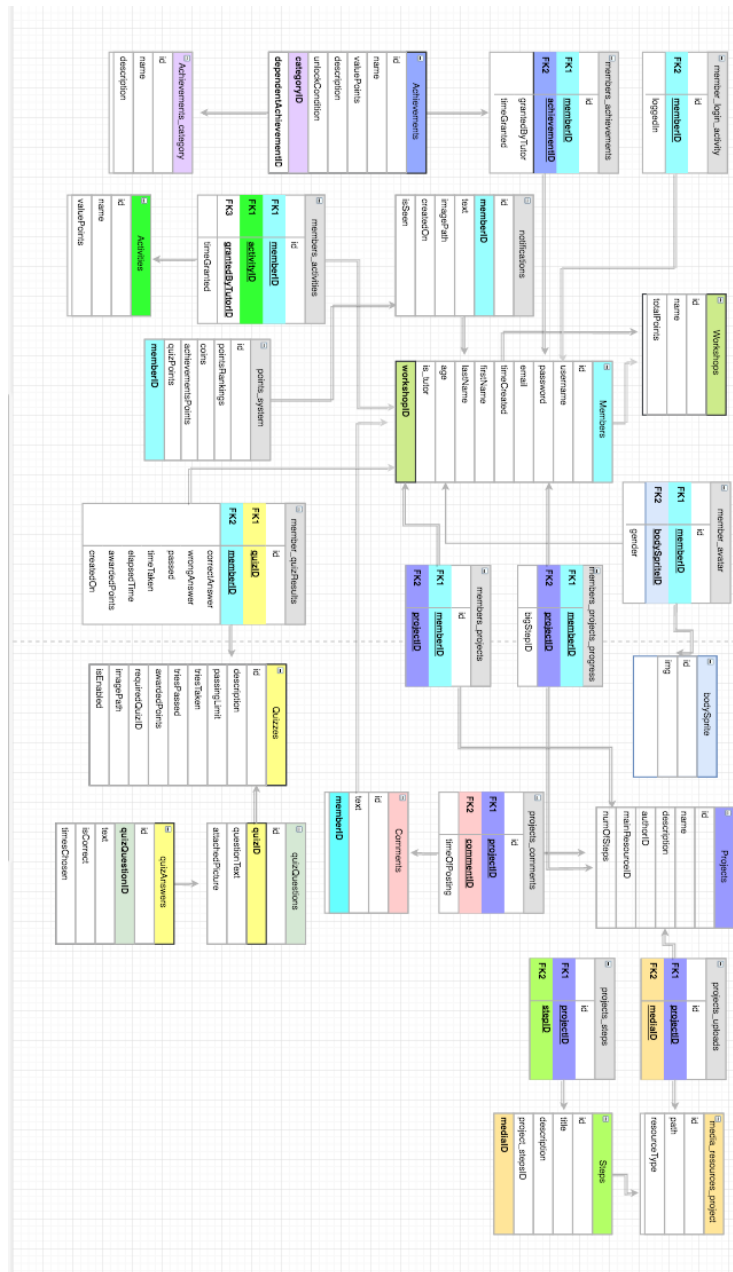 member_login_activity
id
FK2 memberID
loggedIn
Workshops
id
name
totalPoints
member_avatar
id
FK1 memberID
FK2 bodySpriteID
gender
bodySprite
id
img
Projects
id
name
description
authorID
mainResourceID
numOfSteps
projects_uploads
id
FK1 projectID
FK2 mediaID
media_resources_project
id
path
resourceType
members_achievements
id
FK1 memberID
FK2 achievementID
grantedByTutor
timeGranted
notifications
id
memberID
text
imagePath
createdOn
isSeen
Members
id
username
password
email
timeCreated
firstName
lastName
age
is_tutor
workshopID
members_projects_progress
id
FK1 memberID
FK2 projectID
bigStepID
members_projects
id
FK1 memberID
FK2 projectID
projects_comments
id
FK1 projectID
FK2 commentID
timeOfPosting
Comments
id
text
memberID
projects_steps
id
FK1 projectID
FK2 stepID
Steps
id
title
description
project_stepsID
mediaID
Achievements
id
name
valuePoints
description
unlockCondition
categoryID
dependentAchievementID
Achievements_category
id
name
description
members_activities
id
FK1 memberID
FK1 activityID
FK3 grantedByTutorID
timeGranted
Activities
id
name
valuePoints
points_system
id
pointsRankings
coins
achievementsPoints
quizPoints
memberID
member_quizResults
id
FK1 quizID
FK2 memberID
correctAnswer
wrongAnswer
passed
timeTaken
elapsedTime
awardedPoints
createdOn
Quizzes
id
description
passingLimit
triesTaken
triesPassed
awardedPoints
requiredQuizID
imagePath
isEnabled
quizQuestions
id
quizID
questionText
attachedPicture
quizAnswers
id
quizQuestionID
text
isCorrect
timesChosen